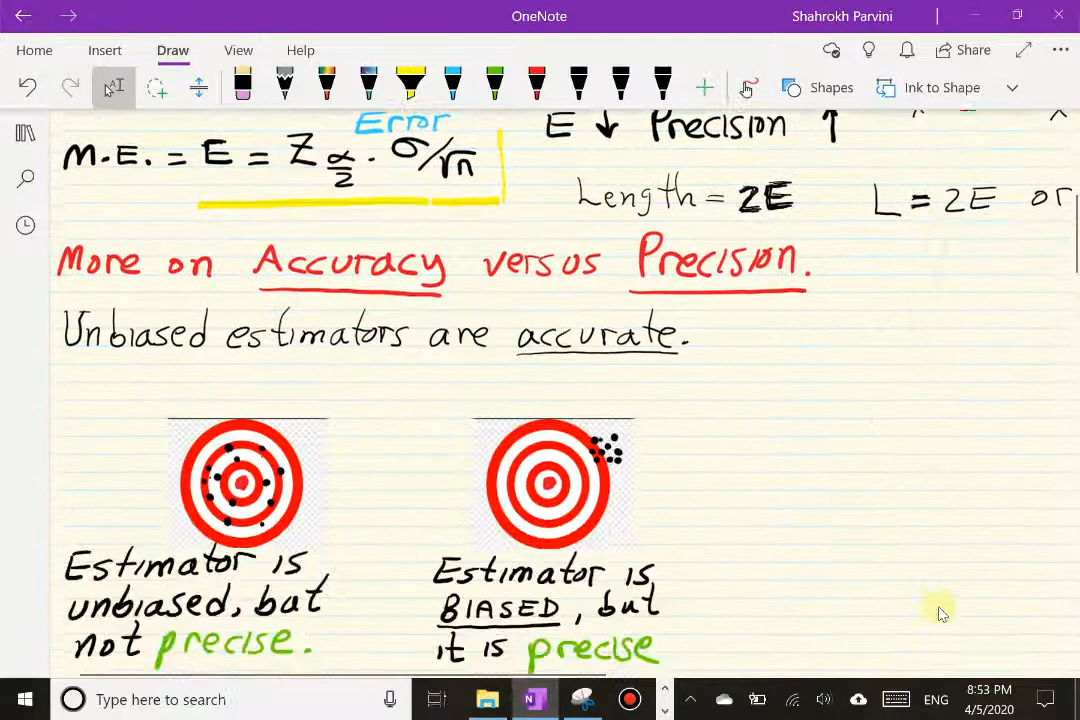 OneNote
Shahrokh Parvini
Home Insert Draw View Help
Share
Shapes
Ink to Shape
Error
E ↓ Precision ↑
M.E. = E = Z α/2 · σ/√n
Length = 2E L = 2E or
More on Accuracy versus Precision.
Unbiased estimators are accurate.
Estimator is
unbiased, but
not precise.
Estimator is
BIASED, but
it is precise
Type here to search
ENG
8:53 PM
4/5/2020